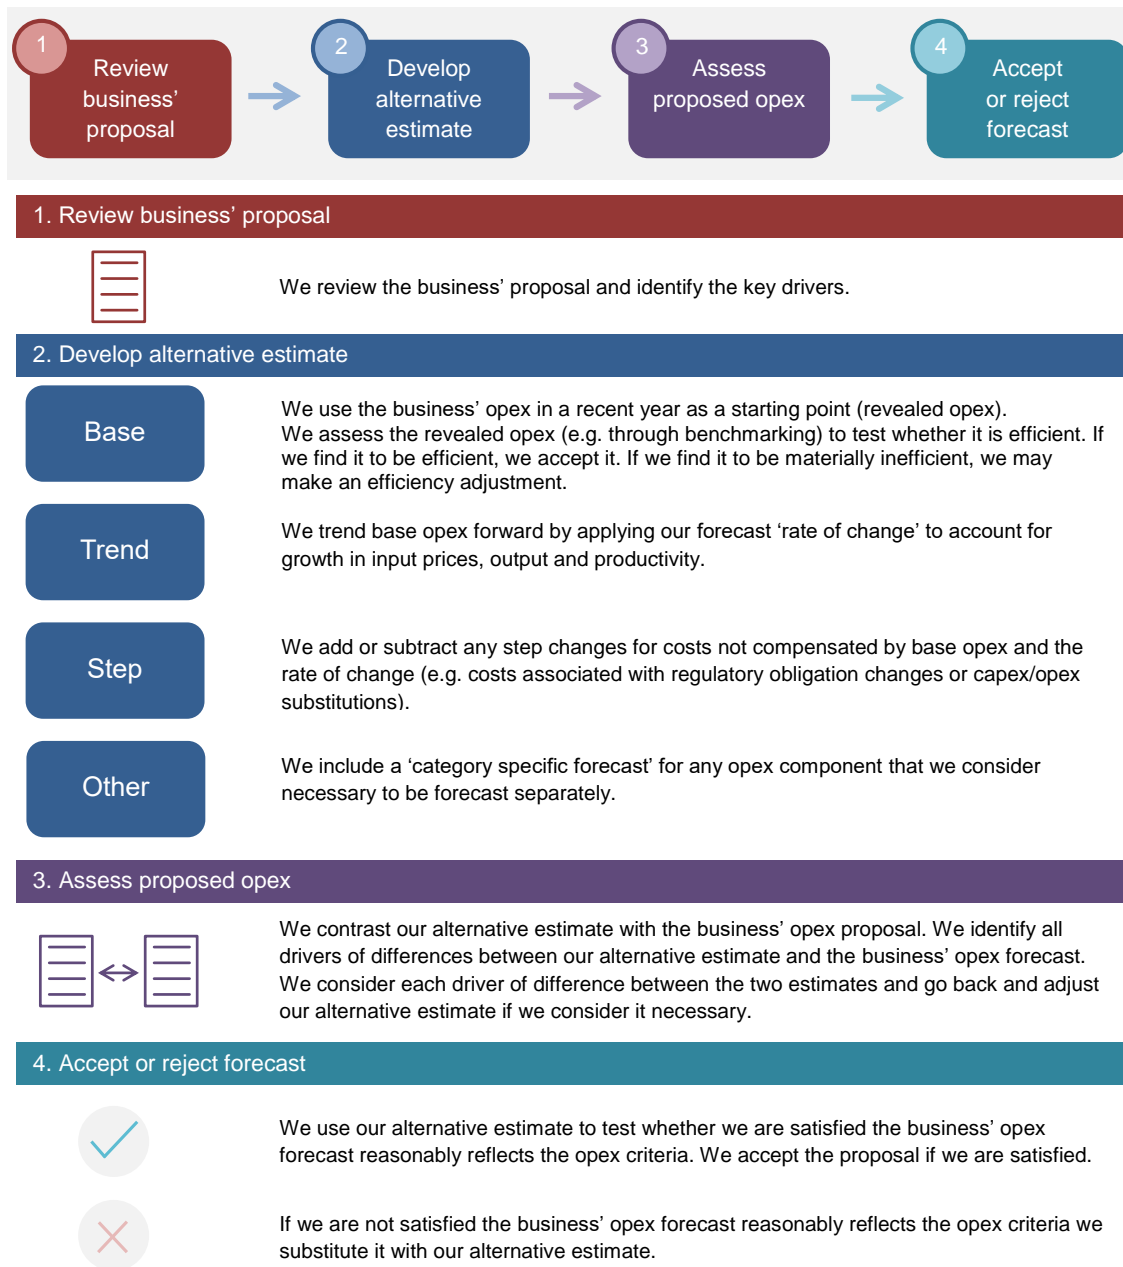 1
Review
business’
proposal
2
Develop
alternative
estimate
3
Assess
proposed opex
4
Accept
or reject
forecast
1. Review business’ proposal
We review the business’ proposal and identify the key drivers.
2. Develop alternative estimate
Base
We use the business’ opex in a recent year as a starting point (revealed opex).
We assess the revealed opex (e.g. through benchmarking) to test whether it is efficient. If
we find it to be efficient, we accept it. If we find it to be materially inefficient, we may
make an efficiency adjustment.
Trend
We trend base opex forward by applying our forecast ‘rate of change’ to account for
growth in input prices, output and productivity.
Step
We add or subtract any step changes for costs not compensated by base opex and the
rate of change (e.g. costs associated with regulatory obligation changes or capex/opex
substitutions).
Other
We include a ‘category specific forecast’ for any opex component that we consider
necessary to be forecast separately.
3. Assess proposed opex
We contrast our alternative estimate with the business’ opex proposal. We identify all
drivers of differences between our alternative estimate and the business’ opex forecast.
We consider each driver of difference between the two estimates and go back and adjust
our alternative estimate if we consider it necessary.
4. Accept or reject forecast
We use our alternative estimate to test whether we are satisfied the business’ opex
forecast reasonably reflects the opex criteria. We accept the proposal if we are satisfied.
If we are not satisfied the business’ opex forecast reasonably reflects the opex criteria we
substitute it with our alternative estimate.